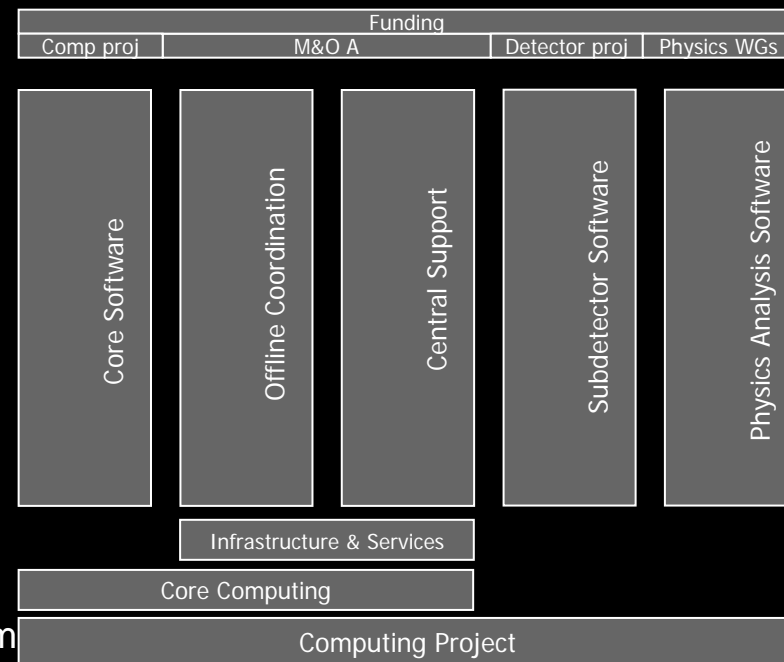 Funding
Comp proj M&O A Detector proj Physics WGs
Core Software
Offline Coordination
Central Support
Subdetector Software
Physics Analysis Software
Infrastructure & Services
Core Computing
Computing Project